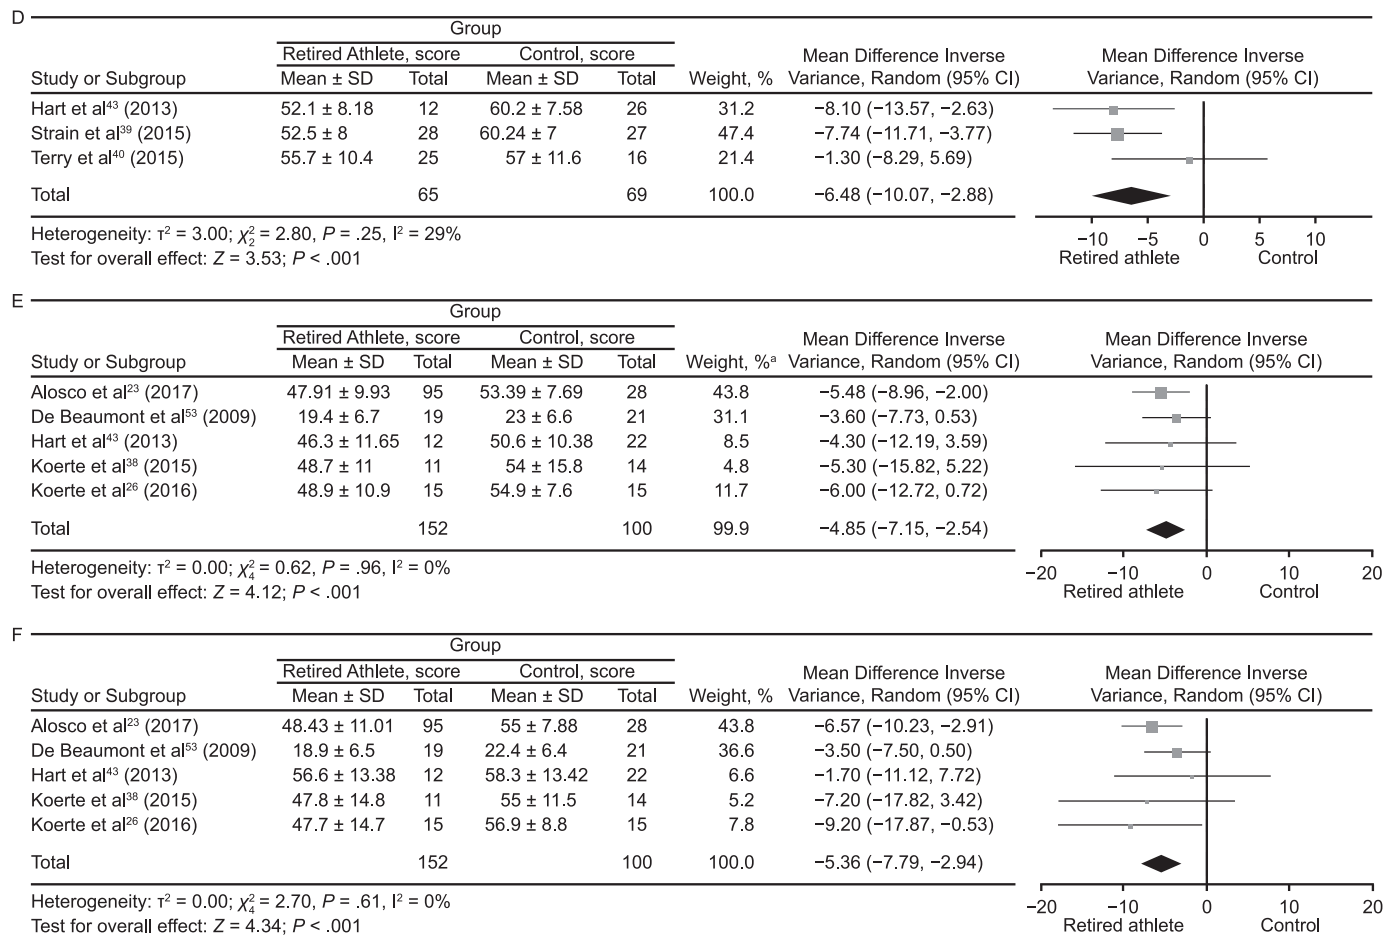 D
Group
Retired Athlete, score Control, score Mean Difference Inverse Mean Difference Inverse
Study or Subgroup Mean ± SD Total Mean ± SD Total Weight, % Variance, Random (95% CI) Variance, Random (95% CI)
Hart et al⁴³ (2013) 52.1 ± 8.18 12 60.2 ± 7.58 26 31.2 −8.10 (−13.57, −2.63)
Strain et al³⁹ (2015) 52.5 ± 8 28 60.24 ± 7 27 47.4 −7.74 (−11.71, −3.77)
Terry et al⁴⁰ (2015) 55.7 ± 10.4 25 57 ± 11.6 16 21.4 −1.30 (−8.29, 5.69)
Total 65 69 100.0 −6.48 (−10.07, −2.88)
Heterogeneity: τ² = 3.00; χ²₂ = 2.80, P = .25, I² = 29%
Test for overall effect: Z = 3.53; P < .001
−10 −5 0 5 10
Retired athlete Control
E
Group
Retired Athlete, score Control, score Mean Difference Inverse Mean Difference Inverse
Study or Subgroup Mean ± SD Total Mean ± SD Total Weight, %ᵃ Variance, Random (95% CI) Variance, Random (95% CI)
Alosco et al²³ (2017) 47.91 ± 9.93 95 53.39 ± 7.69 28 43.8 −5.48 (−8.96, −2.00)
De Beaumont et al⁵³ (2009) 19.4 ± 6.7 19 23 ± 6.6 21 31.1 −3.60 (−7.73, 0.53)
Hart et al⁴³ (2013) 46.3 ± 11.65 12 50.6 ± 10.38 22 8.5 −4.30 (−12.19, 3.59)
Koerte et al³⁸ (2015) 48.7 ± 11 11 54 ± 15.8 14 4.8 −5.30 (−15.82, 5.22)
Koerte et al²⁶ (2016) 48.9 ± 10.9 15 54.9 ± 7.6 15 11.7 −6.00 (−12.72, 0.72)
Total 152 100 99.9 −4.85 (−7.15, −2.54)
Heterogeneity: τ² = 0.00; χ²₄ = 0.62, P = .96, I² = 0%
Test for overall effect: Z = 4.12; P < .001
−20 −10 0 10 20
Retired athlete Control
F
Group
Retired Athlete, score Control, score Mean Difference Inverse Mean Difference Inverse
Study or Subgroup Mean ± SD Total Mean ± SD Total Weight, % Variance, Random (95% CI) Variance, Random (95% CI)
Alosco et al²³ (2017) 48.43 ± 11.01 95 55 ± 7.88 28 43.8 −6.57 (−10.23, −2.91)
De Beaumont et al⁵³ (2009) 18.9 ± 6.5 19 22.4 ± 6.4 21 36.6 −3.50 (−7.50, 0.50)
Hart et al⁴³ (2013) 56.6 ± 13.38 12 58.3 ± 13.42 22 6.6 −1.70 (−11.12, 7.72)
Koerte et al³⁸ (2015) 47.8 ± 14.8 11 55 ± 11.5 14 5.2 −7.20 (−17.82, 3.42)
Koerte et al²⁶ (2016) 47.7 ± 14.7 15 56.9 ± 8.8 15 7.8 −9.20 (−17.87, −0.53)
Total 152 100 100.0 −5.36 (−7.79, −2.94)
Heterogeneity: τ² = 0.00; χ²₄ = 2.70, P = .61, I² = 0%
Test for overall effect: Z = 4.34; P < .001
−20 −10 0 10 20
Retired athlete Control